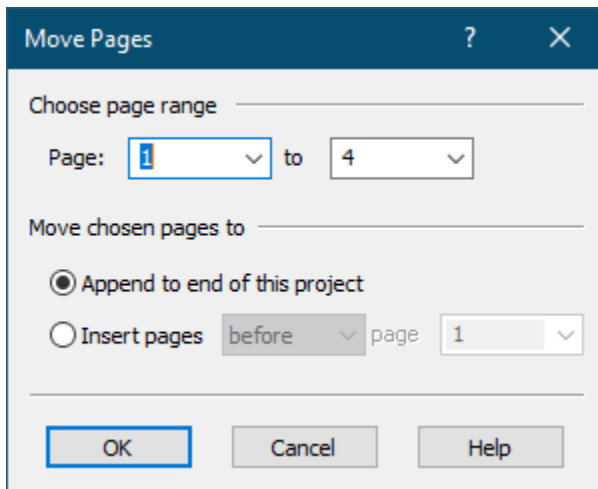 Move Pages ?
Choose page range
Page: 1 to 4
Move chosen pages to
Append to end of this project
Insert pages before page 1
OK Cancel Help